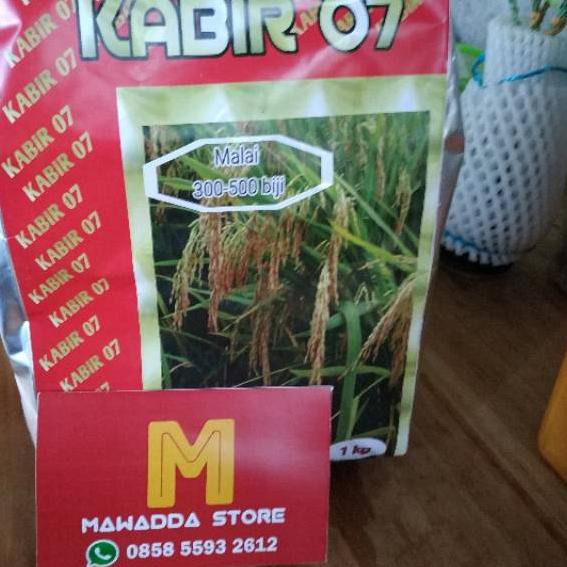 KABIR 07
KABIR 07
KABIR 07
KABIR 07
KABIR 07
KABIR 07
KABIR 07
KABIR 07
KABIR 07
KABIR 07
Malai
300-500 biji
1 kg
M
MAWADDA STORE
0858 5593 2612